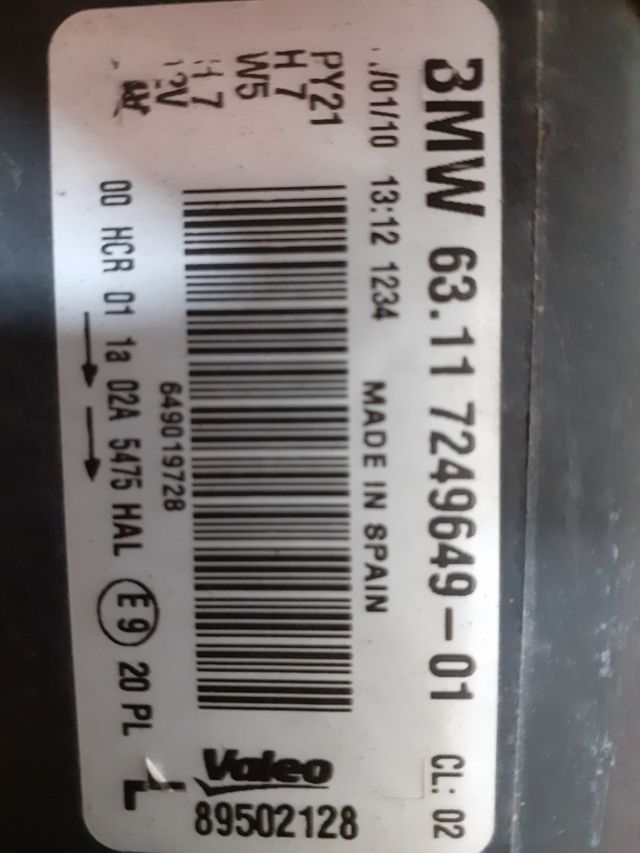 BMW 63.11 7249649-01 CL: 02
/01/10 13:12 1234 MADE IN SPAIN
PY21
H 7
W5
H 7
12V
649019728
Valeo
89502128
00 HCR 01 1a 02A 5475 HAL E9 20 PL L